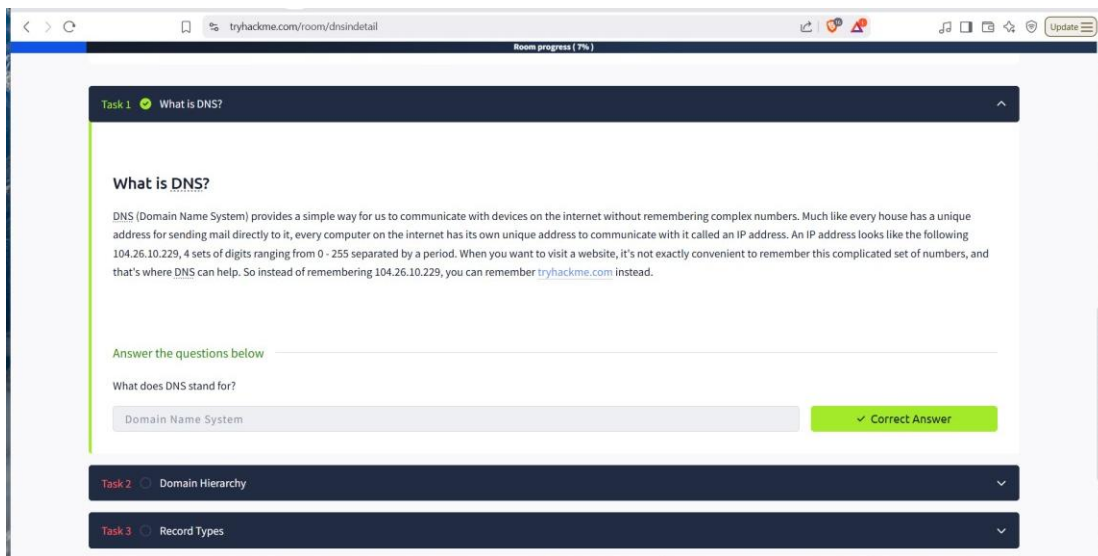 tryhackme.com/room/dnsindetail
Update
Room progress ( 7% )
Task 1 What is DNS?
What is DNS?
DNS (Domain Name System) provides a simple way for us to communicate with devices on the internet without remembering complex numbers. Much like every house has a unique
address for sending mail directly to it, every computer on the internet has its own unique address to communicate with it called an IP address. An IP address looks like the following
104.26.10.229, 4 sets of digits ranging from 0 - 255 separated by a period. When you want to visit a website, it's not exactly convenient to remember this complicated set of numbers, and
that's where DNS can help. So instead of remembering 104.26.10.229, you can remember tryhackme.com instead.
Answer the questions below
What does DNS stand for?
Domain Name System
Correct Answer
Task 2 Domain Hierarchy
Task 3 Record Types